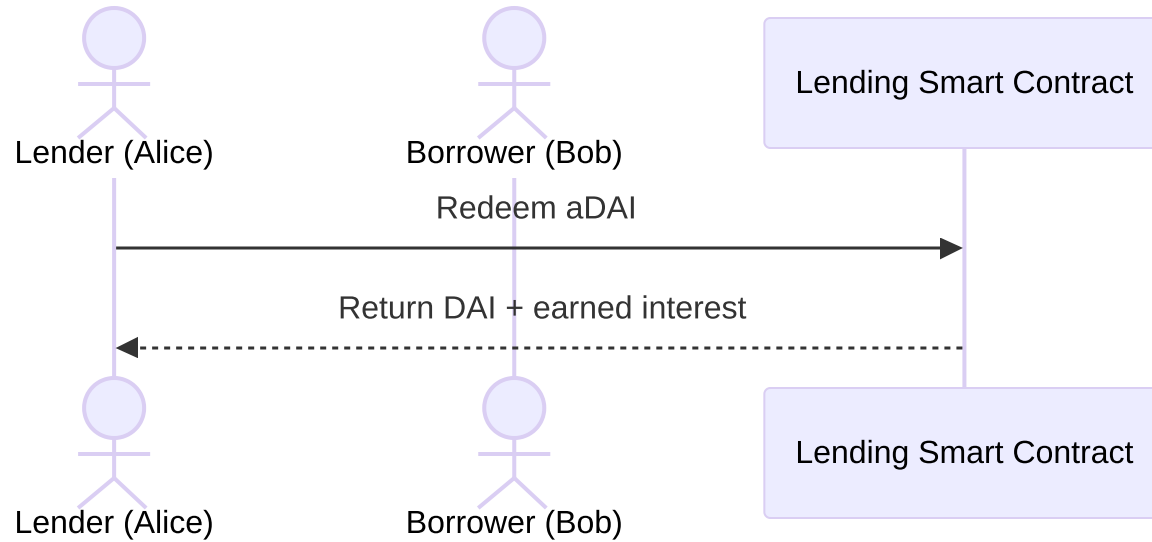 Lender (Alice)
Borrower (Bob)
Lending Smart Contract
Redeem aDAI
Return DAI + earned interest
Lender (Alice)
Borrower (Bob)
Lending Smart Contract